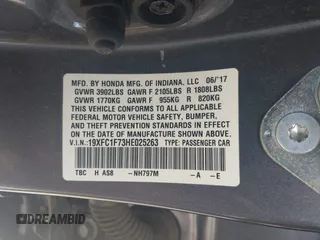 MFD. BY HONDA MFG. OF INDIANA, LLC 06/'17
GVWR 3902LBS GAWR F 2105LBS R 1808LBS
GVWR 1770KG GAWR F 955KG R 820KG
THIS VEHICLE CONFORMS TO ALL APPLICABLE
FEDERAL MOTOR VEHICLE SAFETY, BUMPER,
AND THEFT PREVENTION STANDARDS IN EFFECT
ON THE DATE OF MANUFACTURE SHOWN ABOVE.
V.I.N.: 19XFC1F73HE025263 TYPE: PASSENGER CAR
TBC H AS8 -NH797M -A -E
DREAMBID
.COM